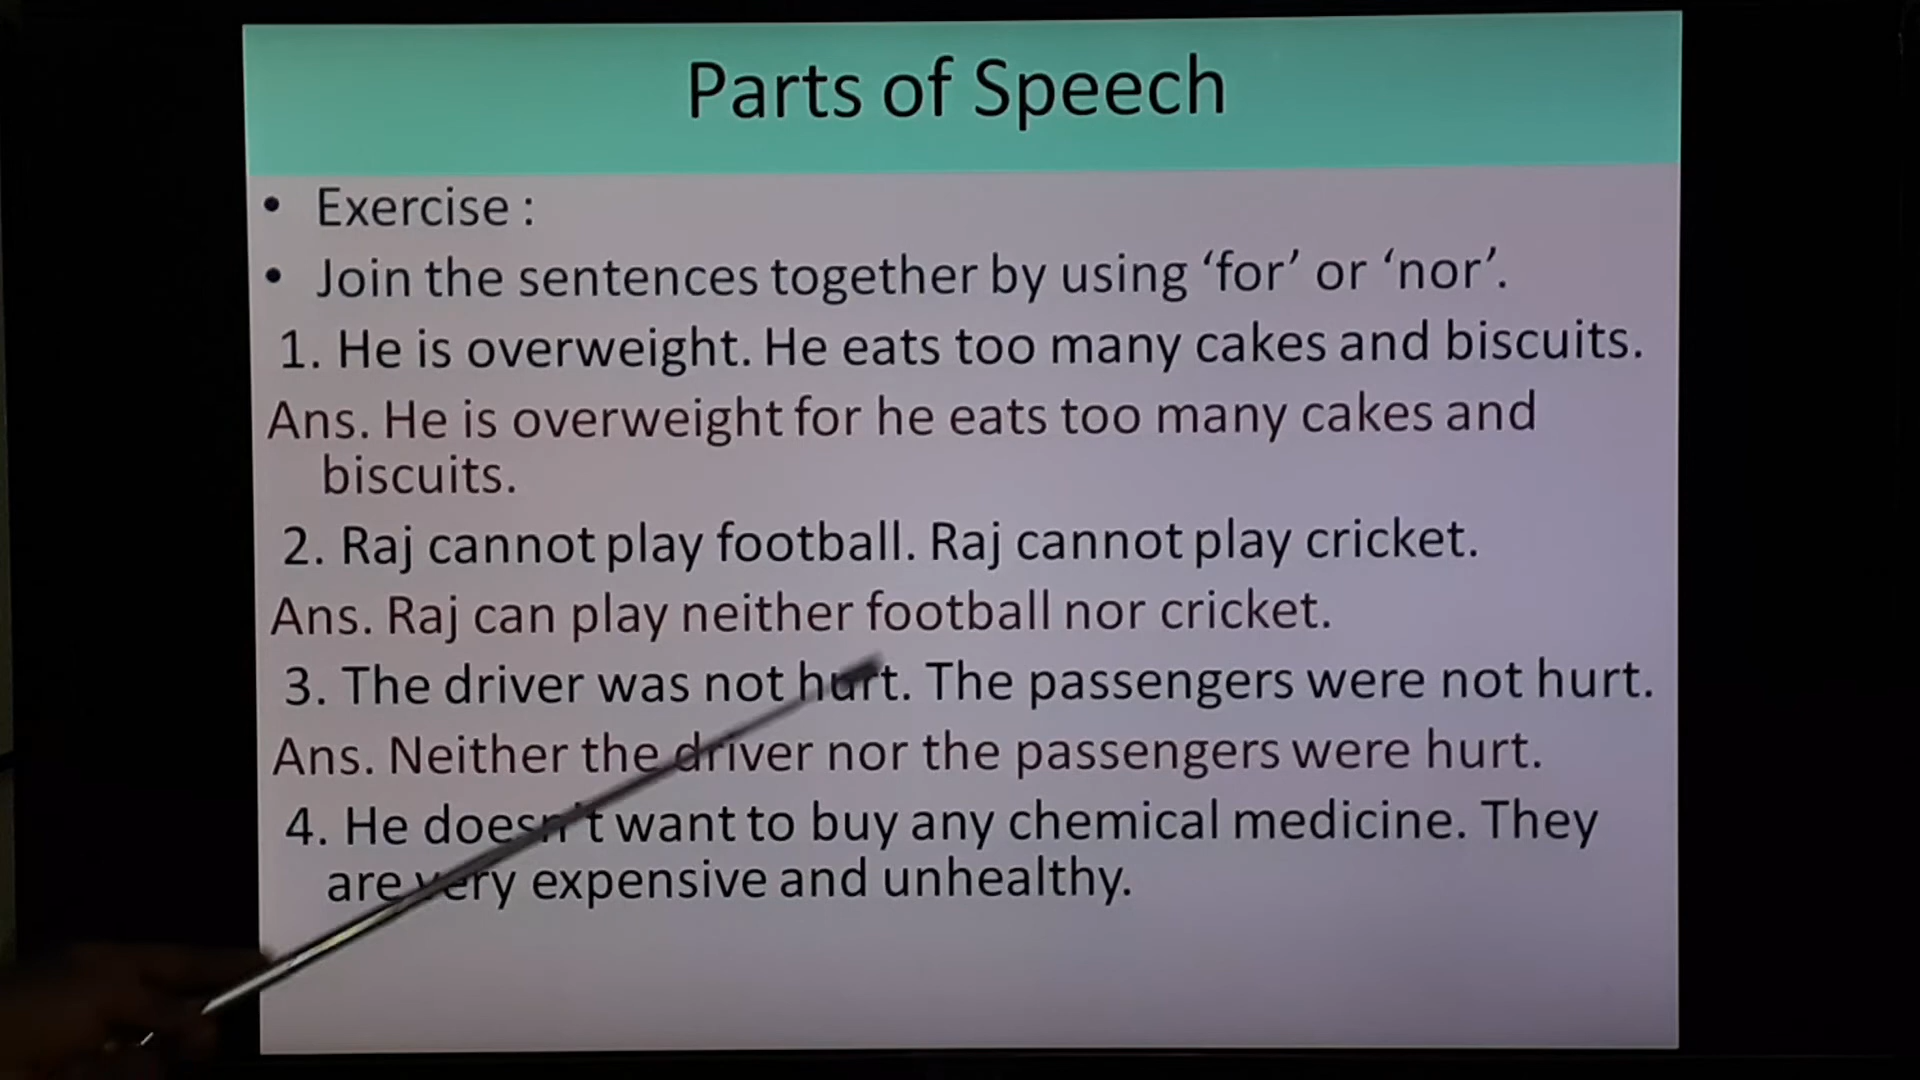 Parts of Speech
• Exercise :
• Join the sentences together by using ‘for’ or ‘nor’.
1. He is overweight. He eats too many cakes and biscuits.
Ans. He is overweight for he eats too many cakes and
biscuits.
2. Raj cannot play football. Raj cannot play cricket.
Ans. Raj can play neither football nor cricket.
3. The driver was not hurt. The passengers were not hurt.
Ans. Neither the driver nor the passengers were hurt.
4. He doesn’t want to buy any chemical medicine. They
are very expensive and unhealthy.